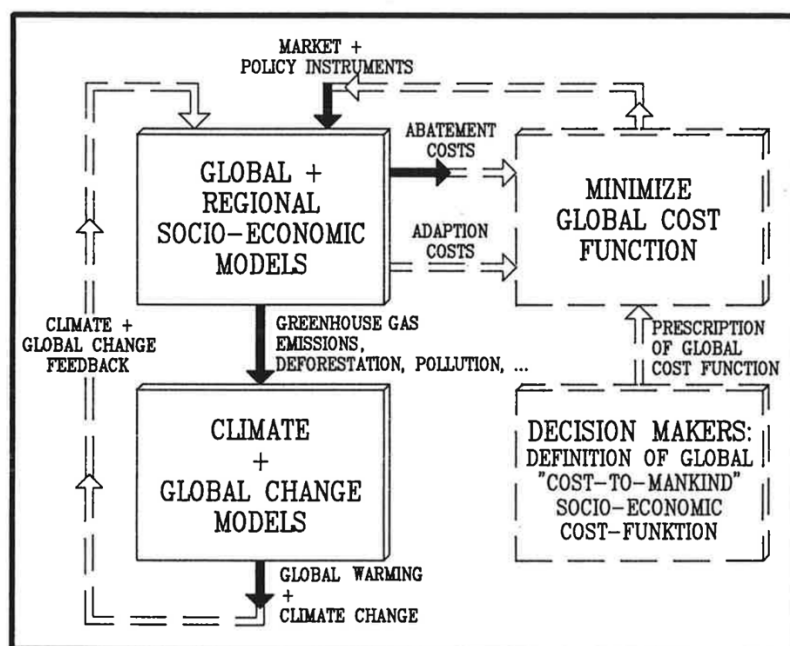 MARKET +
POLICY INSTRUMENTS
ABATEMENT
COSTS
GLOBAL +
REGIONAL
SOCIO-ECONOMIC
MODELS
MINIMIZE
GLOBAL COST
FUNCTION
ADAPTION
COSTS
CLIMATE +
GLOBAL CHANGE
FEEDBACK
GREENHOUSE GAS
EMISSIONS,
DEFORESTATION, POLLUTION, ...
PRESCRIPTION
OF GLOBAL
COST FUNCTION
CLIMATE
+
GLOBAL CHANGE
MODELS
DECISION MAKERS:
DEFINITION OF GLOBAL
"COST-TO-MANKIND"
SOCIO-ECONOMIC
COST-FUNKTION
GLOBAL WARMING
+
CLIMATE CHANGE